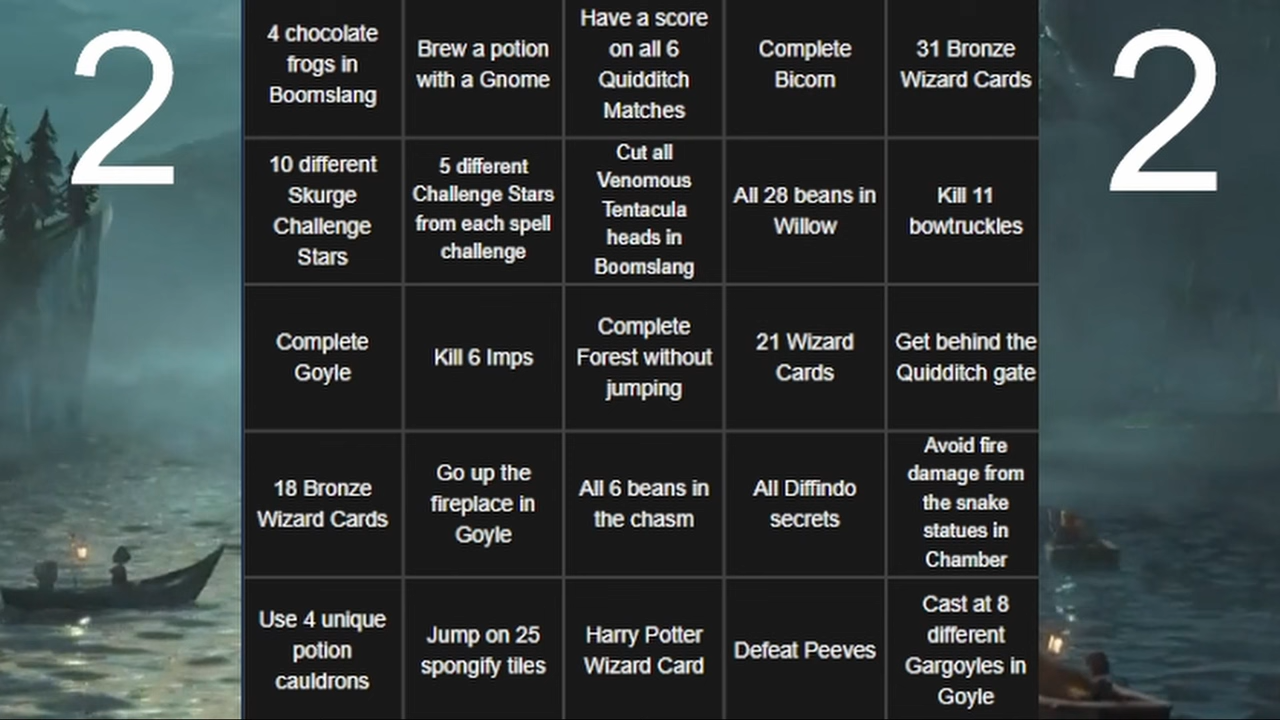 2
4 chocolate
frogs in
Boomslang
Brew a potion
with a Gnome
Have a score
on all 6
Quidditch
Matches
Complete
Bicorn
31 Bronze
Wizard Cards
2
10 different
Skurge
Challenge
Stars
5 different
Challenge Stars
from each spell
challenge
Cut all
Venomous
Tentacula
heads in
Boomslang
All 28 beans in
Willow
Kill 11
bowtruckles
Complete
Goyle
Kill 6 Imps
Complete
Forest without
jumping
21 Wizard
Cards
Get behind the
Quidditch gate
18 Bronze
Wizard Cards
Go up the
fireplace in
Goyle
All 6 beans in
the chasm
All Diffindo
secrets
Avoid fire
damage from
the snake
statues in
Chamber
Use 4 unique
potion
cauldrons
Jump on 25
spongify tiles
Harry Potter
Wizard Card
Defeat Peeves
Cast at 8
different
Gargoyles in
Goyle